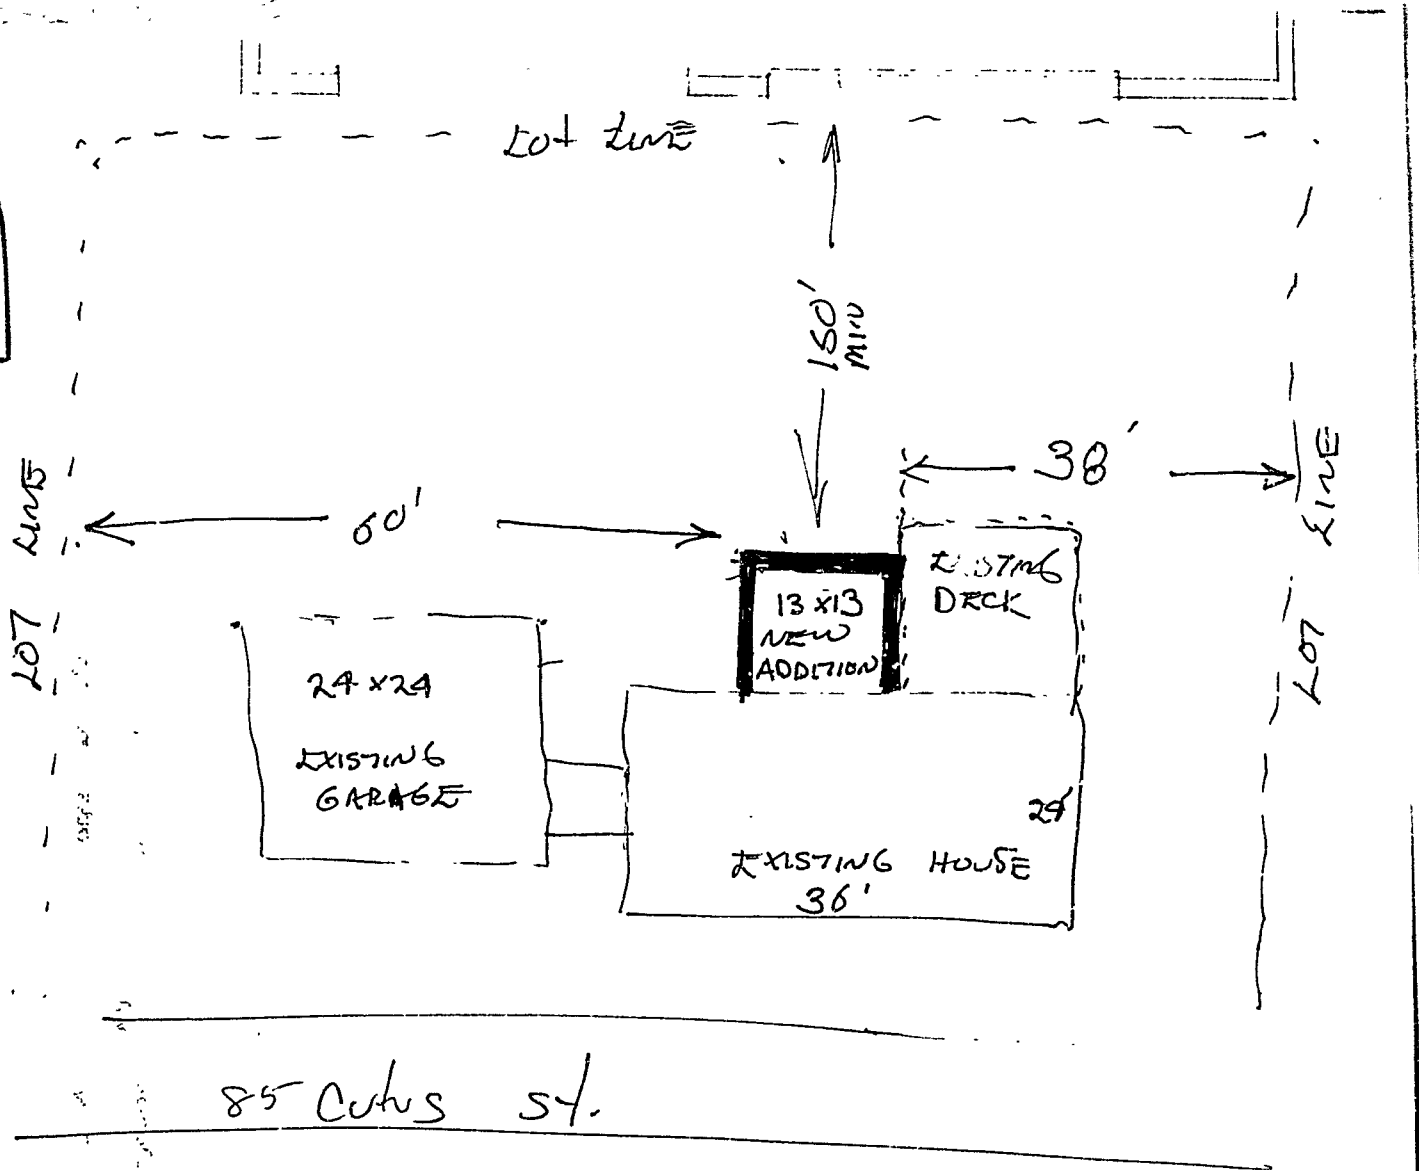 Lot LINE
150'
MIN
38'
60'
LOT LINE
LOT LINE
EXISTING
DECK
13 x 13
NEW
ADDITION
24 x 24
EXISTING
GARAGE
24'
EXISTING HOUSE
36'
85 St.